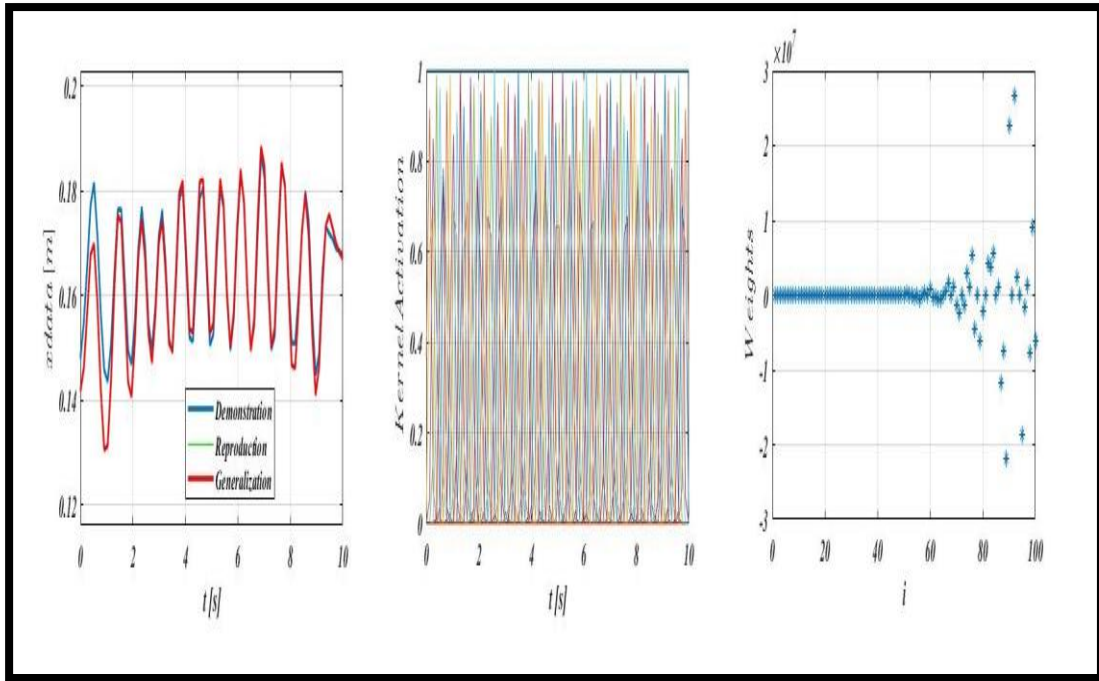 xdata [m]
0.2
0.18
0.16
0.14
0.12
Demonstration
Reproduction
Generalization
0 2 4 6 8 10
t [s]
Kernel Activation
1
0.8
0.6
0.4
0.2
0
0 2 4 6 8 10
t [s]
×10⁷
Weights
3
2
1
0
-1
-2
-3
0 20 40 60 80 100
i